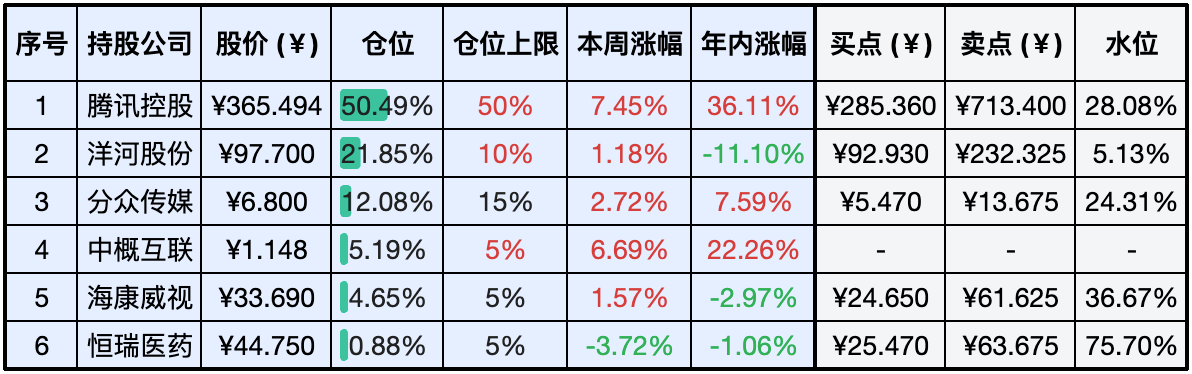 序号 持股公司 股价 (¥) 仓位 仓位上限 本周涨幅 年内涨幅 买点 (¥) 卖点 (¥) 水位
1 腾讯控股 ¥365.494 50.49% 50% 7.45% 36.11% ¥285.360 ¥713.400 28.08%
2 洋河股份 ¥97.700 21.85% 10% 1.18% -11.10% ¥92.930 ¥232.325 5.13%
3 分众传媒 ¥6.800 12.08% 15% 2.72% 7.59% ¥5.470 ¥13.675 24.31%
4 中概互联 ¥1.148 5.19% 5% 6.69% 22.26% - - -
5 海康威视 ¥33.690 4.65% 5% 1.57% -2.97% ¥24.650 ¥61.625 36.67%
6 恒瑞医药 ¥44.750 0.88% 5% -3.72% -1.06% ¥25.470 ¥63.675 75.70%